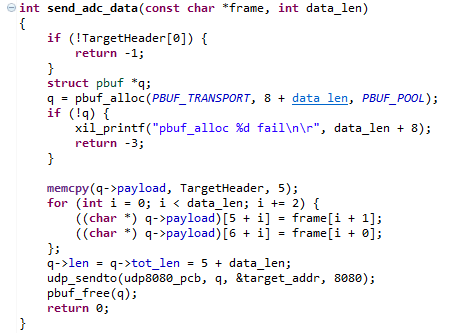 int send_adc_data(const char *frame, int data_len)
{
    if (!TargetHeader[0]) {
        return -1;
    }
    struct pbuf *q;
    q = pbuf_alloc(PBUF_TRANSPORT, 8 + data_len, PBUF_POOL);
    if (!q) {
        xil_printf("pbuf_alloc %d fail\n\r", data_len + 8);
        return -3;
    }

    memcpy(q->payload, TargetHeader, 5);
    for (int i = 0; i < data_len; i += 2) {
        ((char *) q->payload)[5 + i] = frame[i + 1];
        ((char *) q->payload)[6 + i] = frame[i + 0];
    };
    q->len = q->tot_len = 5 + data_len;
    udp_sendto(udp8080_pcb, q, &target_addr, 8080);
    pbuf_free(q);
    return 0;
}